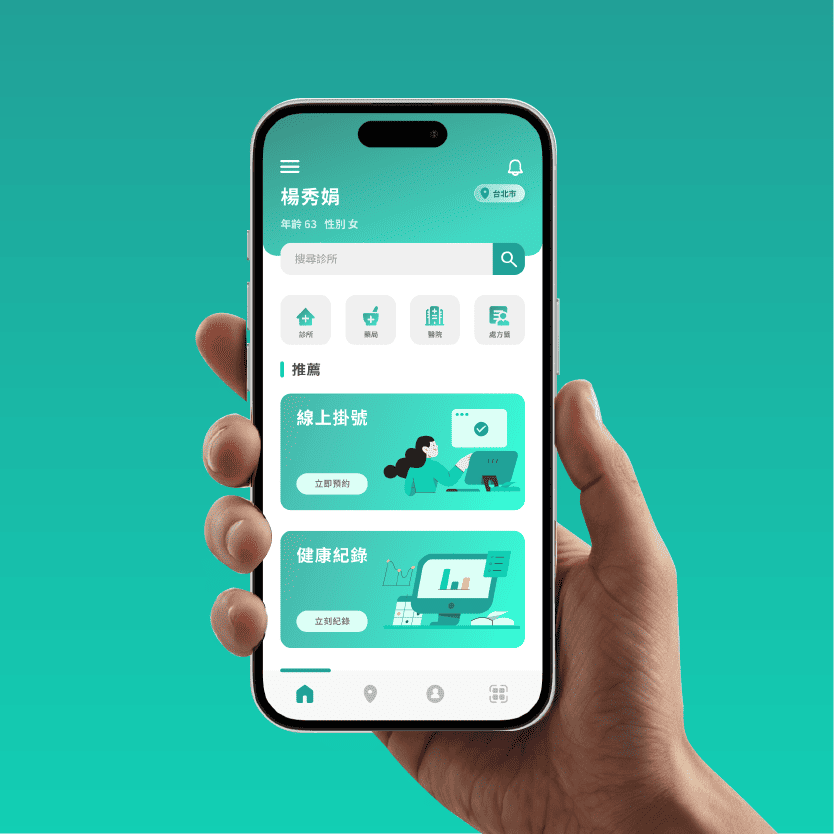 楊秀娟
台北市
年齡 63 性別 女
搜尋診所
診所
藥局
醫院
處方籤
推薦
線上掛號
立即預約
健康紀錄
立刻紀錄